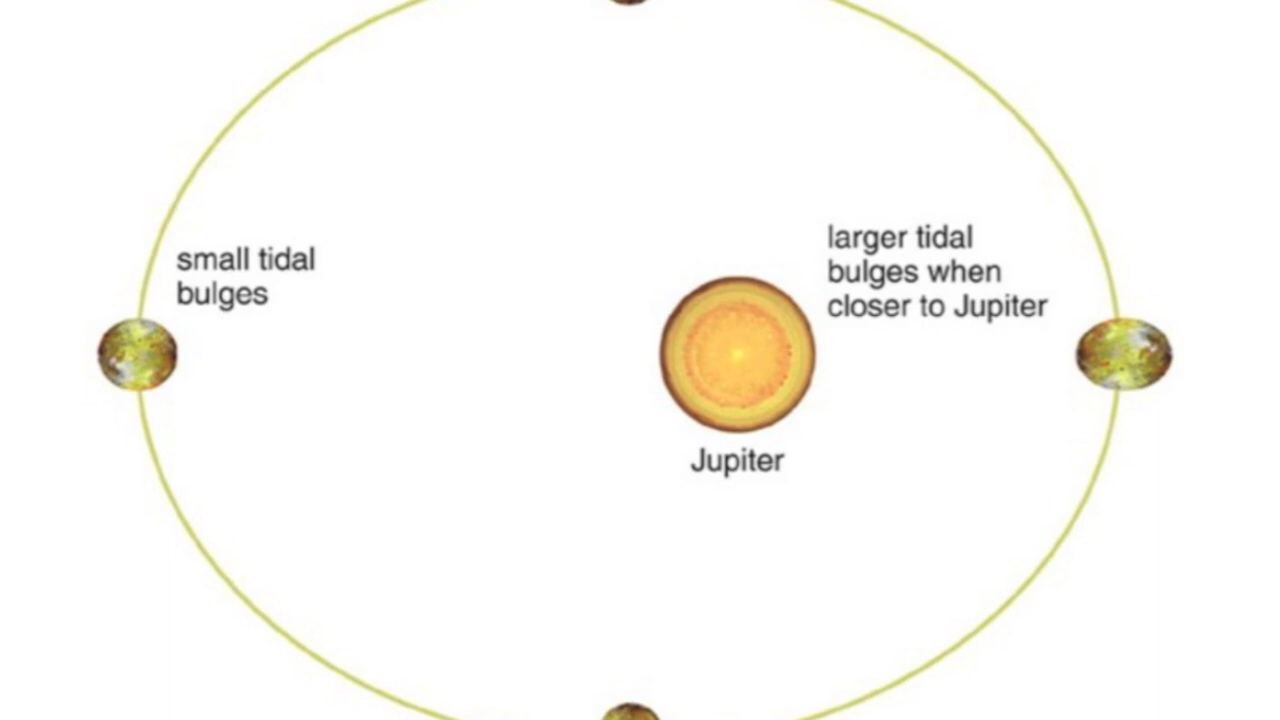 small tidal
bulges
larger tidal
bulges when
closer to Jupiter
Jupiter